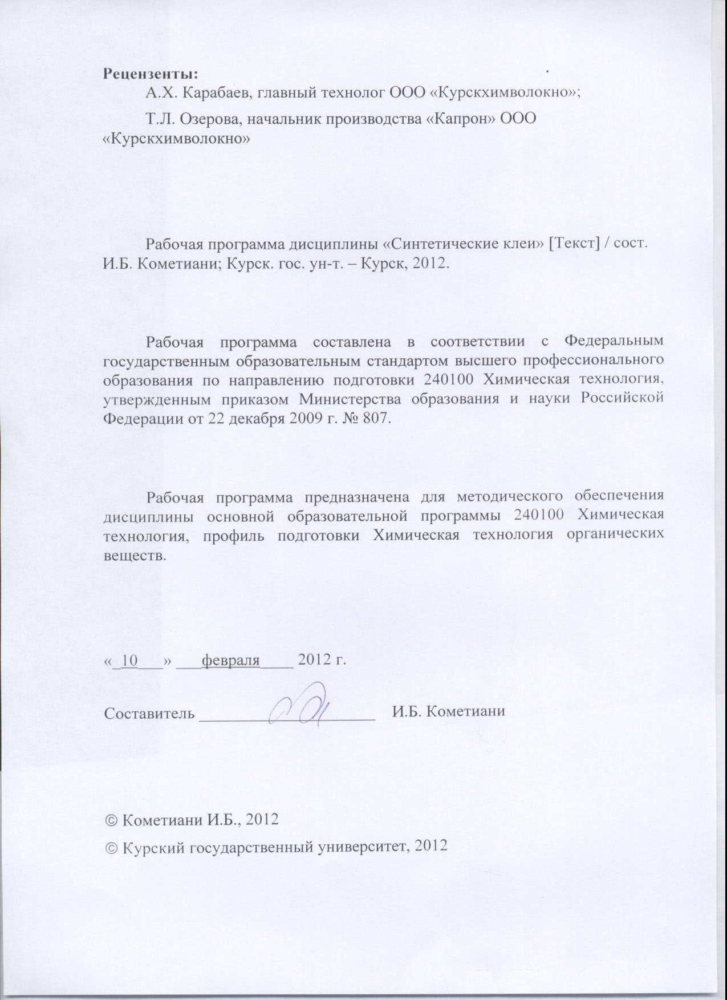 Рецензенты:
А.Х. Карабаев, главный технолог ООО «Курскхимволокно»;
Т.Л. Озерова, начальник производства «Капрон» ООО
«Курскхимволокно»
Рабочая программа дисциплины «Синтетические клеи» [Текст] / сост.
И.Б. Кометиани; Курск. гос. ун-т. – Курск, 2012.
Рабочая программа составлена в соответствии с Федеральным
государственным образовательным стандартом высшего профессионального
образования по направлению подготовки 240100 Химическая технология,
утвержденным приказом Министерства образования и науки Российской
Федерации от 22 декабря 2009 г. № 807.
Рабочая программа предназначена для методического обеспечения
дисциплины основной образовательной программы 240100 Химическая
технология, профиль подготовки Химическая технология органических
веществ.
«_10___» ___февраля____ 2012 г.
Составитель _____________________ И.Б. Кометиани
© Кометиани И.Б., 2012
© Курский государственный университет, 2012